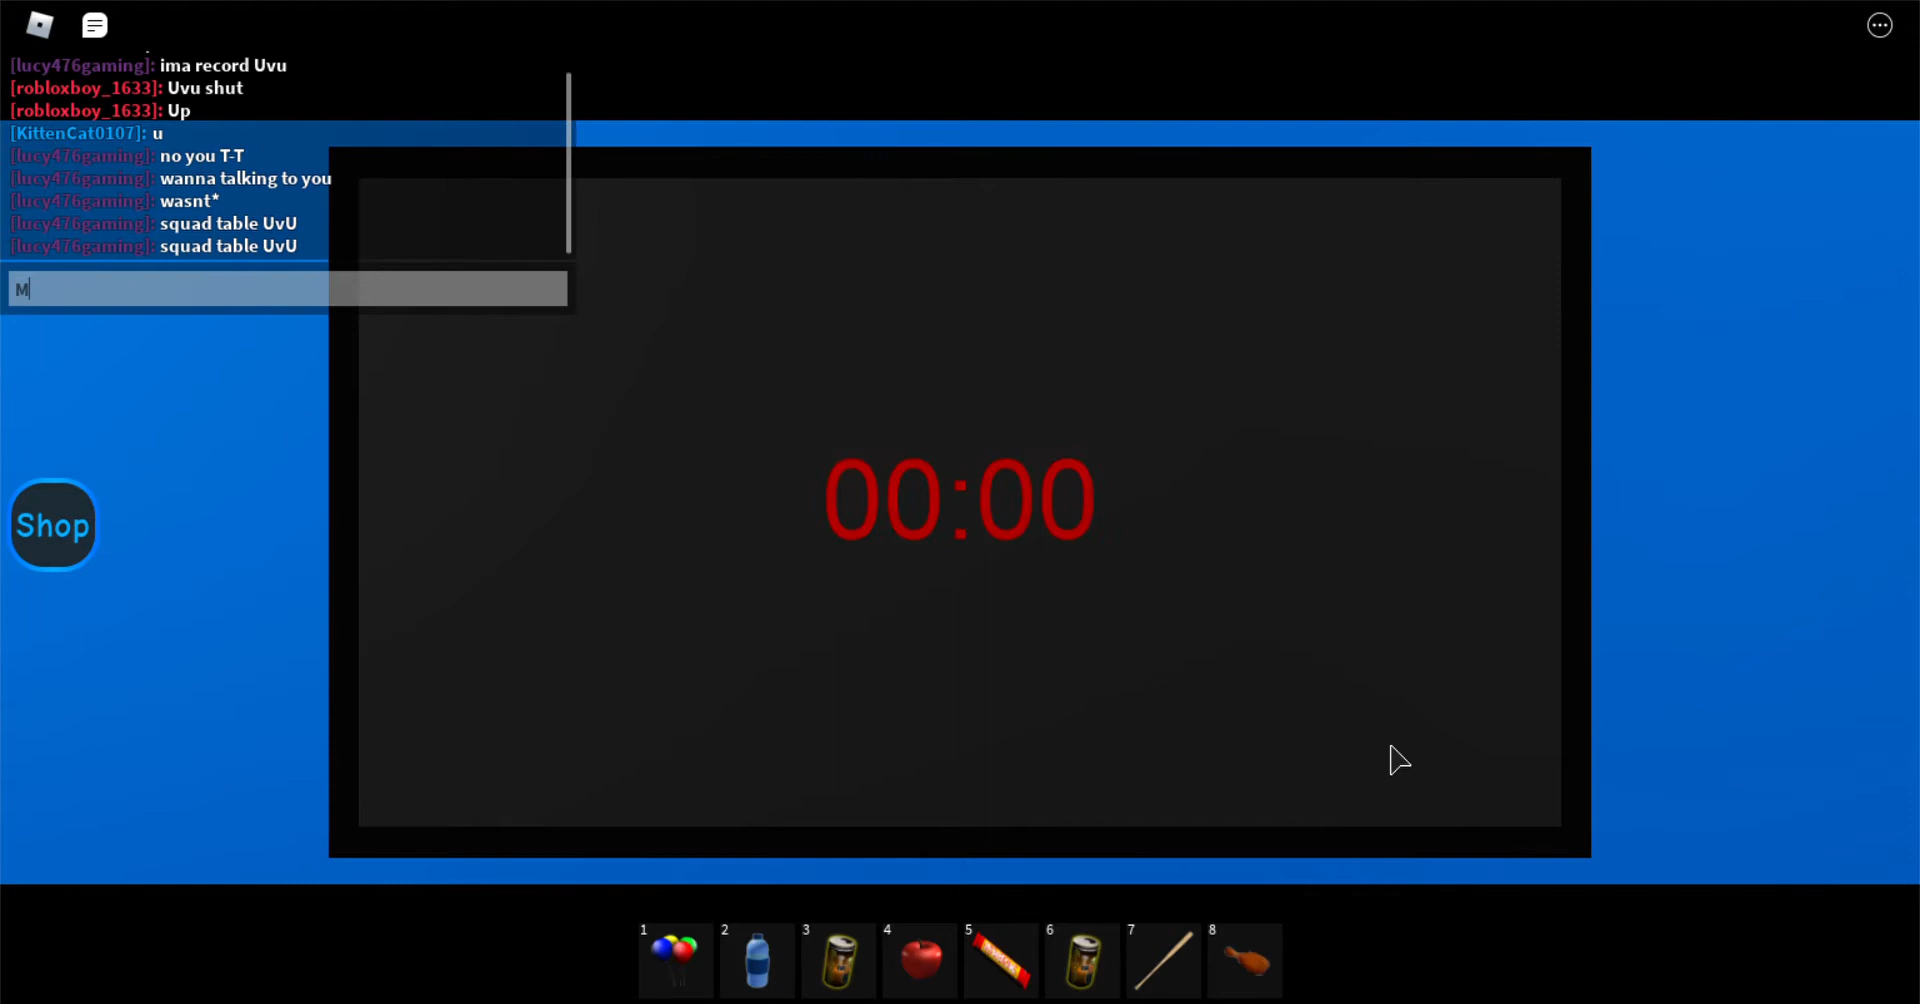 [lucy476gaming]: ima record Uvu
[robloxboy_1633]: Uvu shut
[robloxboy_1633]: Up
[KittenCat0107]: u
[lucy476gaming]: no you T-T
[lucy476gaming]: wanna talking to you
[lucy476gaming]: wasnt*
[lucy476gaming]: squad table UvU
[lucy476gaming]: squad table UvU
M
00:00
Shop
1 2 3 4 5 6 7 8